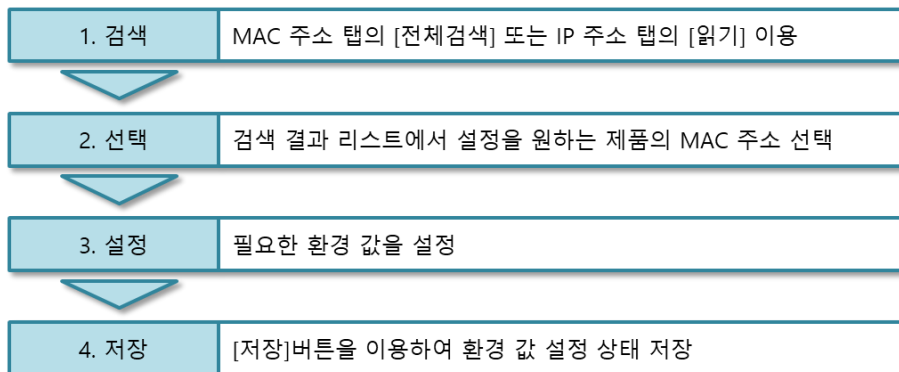 1. 검색
MAC 주소 탭의 [전체검색] 또는 IP 주소 탭의 [읽기] 이용
2. 선택
검색 결과 리스트에서 설정을 원하는 제품의 MAC 주소 선택
3. 설정
필요한 환경 값을 설정
4. 저장
[저장]버튼을 이용하여 환경 값 설정 상태 저장